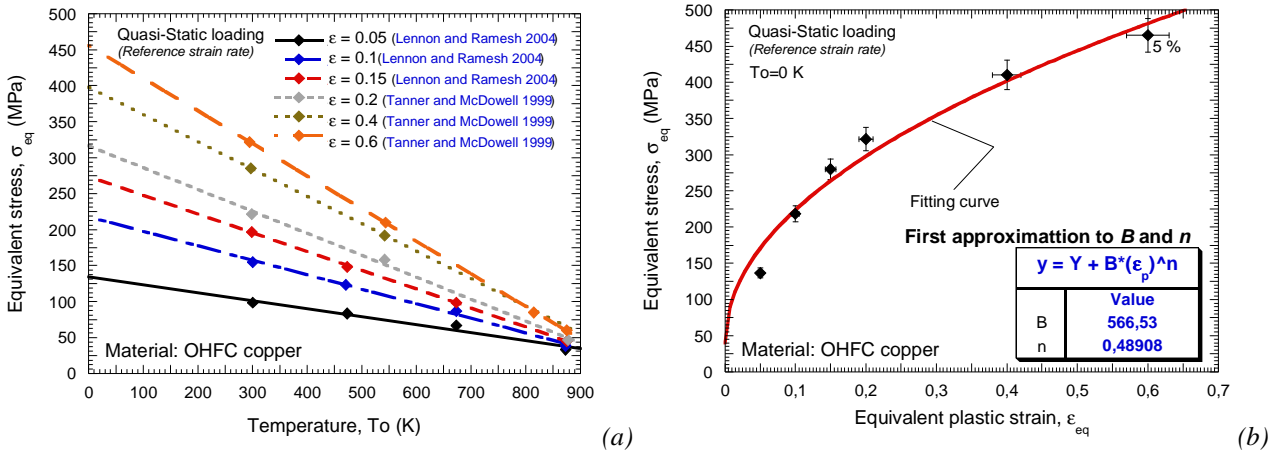 Equivalent stress, σeq (MPa)
500
450
400
350
300
250
200
150
100
50
0
Quasi-Static loading
(Reference strain rate)
ε = 0.05 (Lennon and Ramesh 2004)
ε = 0.1 (Lennon and Ramesh 2004)
ε = 0.15 (Lennon and Ramesh 2004)
ε = 0.2 (Tanner and McDowell 1999)
ε = 0.4 (Tanner and McDowell 1999)
ε = 0.6 (Tanner and McDowell 1999)
Material: OHFC copper
0 100 200 300 400 500 600 700 800 900
Temperature, To (K)
(a)
Equivalent stress, σeq (MPa)
500
450
400
350
300
250
200
150
100
50
0
Quasi-Static loading
(Reference strain rate)
To=0 K
5 %
Fitting curve
First approximattion to B and n
y = Y + B*(εp)^n
Value
B 566,53
n 0,48908
Material: OHFC copper
0 0,1 0,2 0,3 0,4 0,5 0,6 0,7
Equivalent plastic strain, εeq
(b)